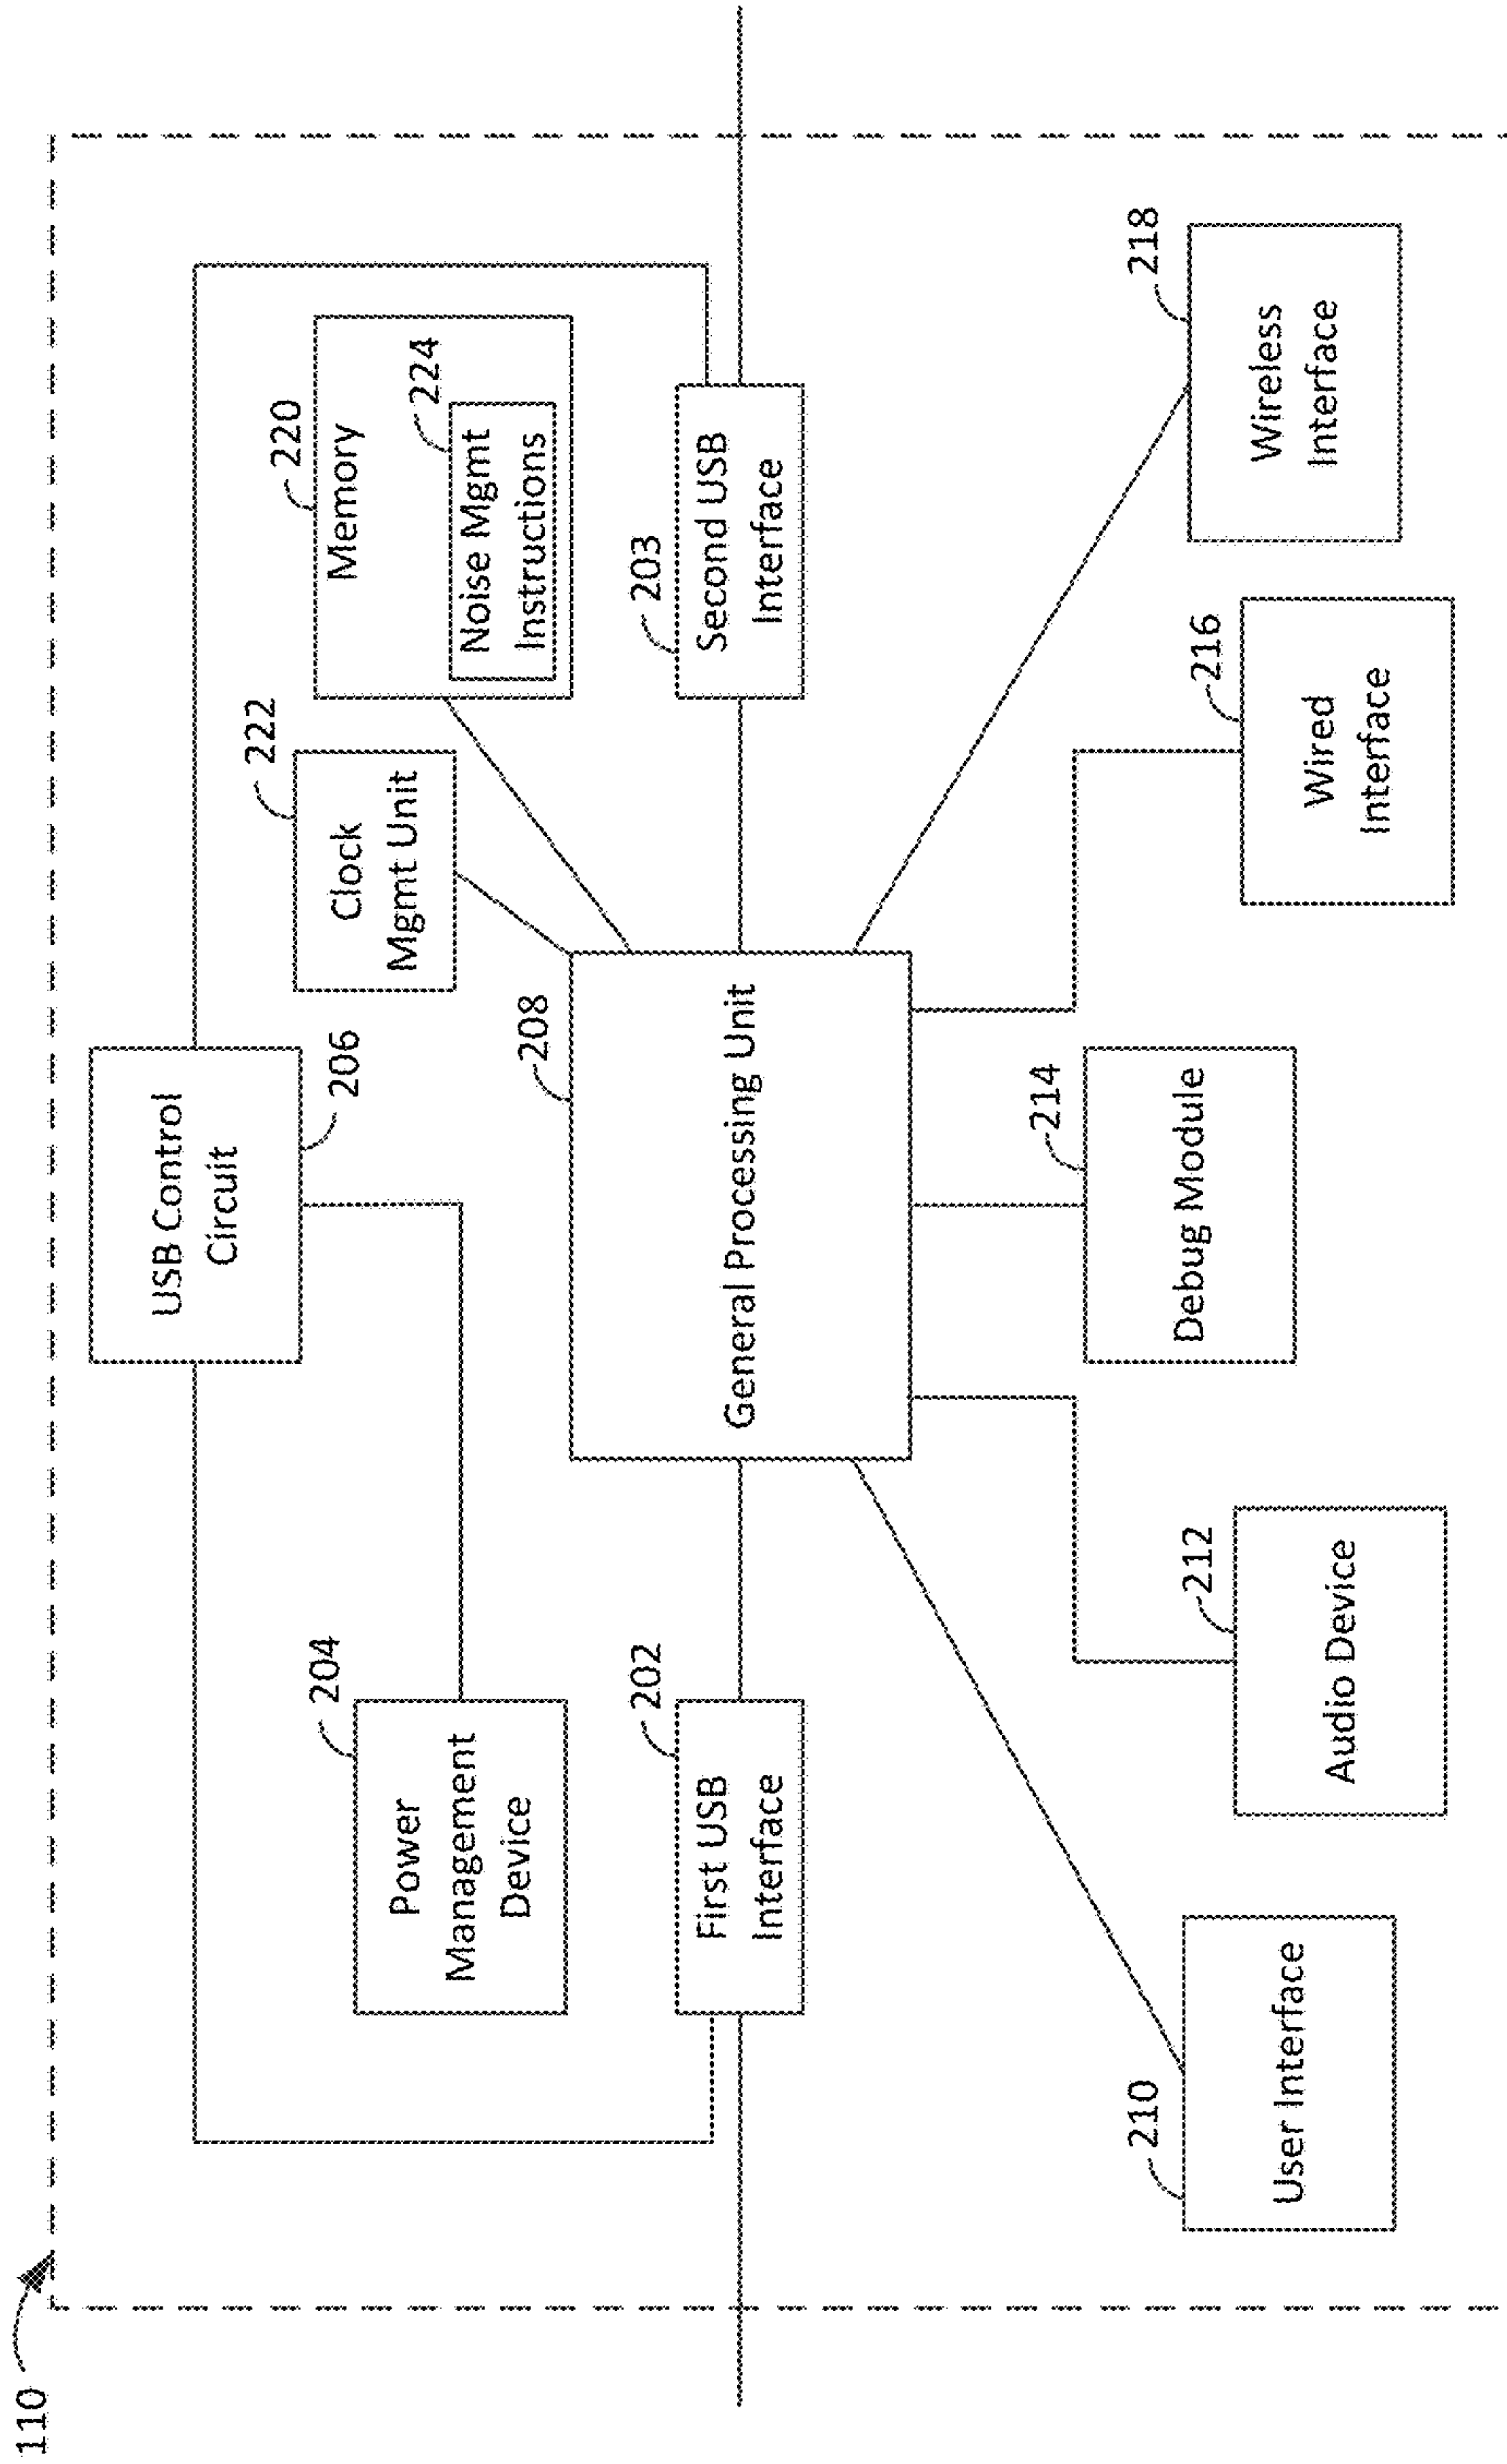 110
USB Control
Circuit
206
204
Power
Management
Device
222
Clock
Mgmt Unit
220
Memory
224
Noise Mgmt
Instructions
208
General Processing Unit
202
First USB
Interface
203
Second USB
Interface
210
User Interface
212
Audio Device
214
Debug Module
216
Wired
Interface
218
Wireless
Interface